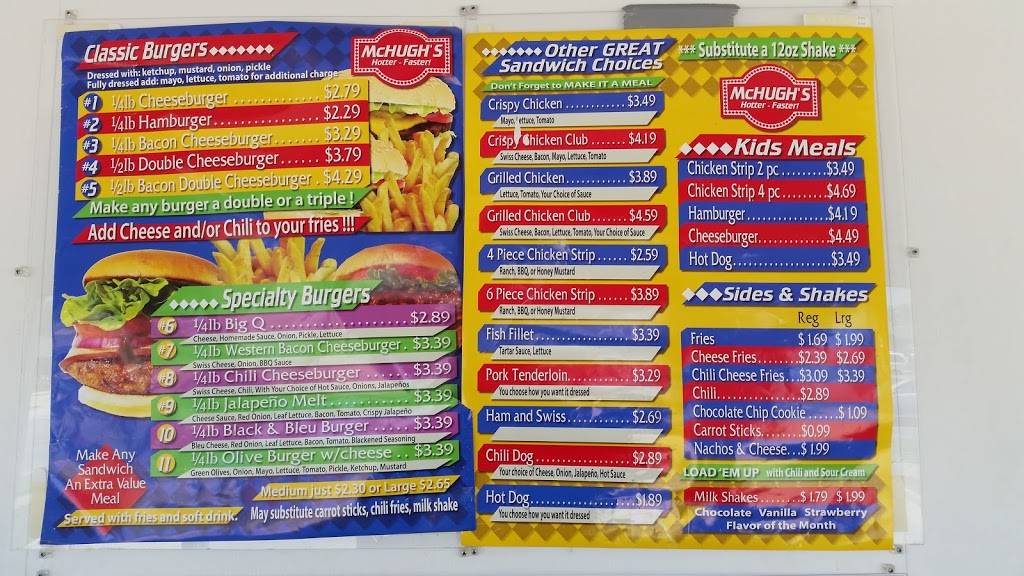 Classic Burgers
McHUGH'S
Hotter - Faster!
Dressed with: ketchup, mustard, onion, pickle
Fully dressed add: mayo, lettuce, tomato for additional charge
#1 1/4lb Cheeseburger ............. $2.79
#2 1/4lb Hamburger................. $2.29
#3 1/4lb Bacon Cheeseburger....... $3.29
#4 1/2lb Double Cheeseburger...... $3.79
#5 1/2lb Bacon Double Cheeseburger . $4.29
Make any burger a double or a triple !
Add Cheese and/or Chili to your fries !!!
Specialty Burgers
#6 1/4lb Big Q ...................... $2.89
Cheese, Homemade Sauce, Onion, Pickle, Lettuce
#7 1/4lb Western Bacon Cheeseburger . $3.39
Swiss Cheese, Onion, BBQ Sauce
#8 1/4lb Chili Cheeseburger ......... $3.39
Swiss Cheese, Chili With Your Choice of Hot Sauce, Onions, Jalapeños
#9 1/4lb Jalapeño Melt ............. $3.39
Cheese Sauce, Red Onion, Leaf Lettuce, Bacon, Tomato, Crispy Jalapeño
10 1/4lb Black & Bleu Burger ....... $3.39
Bleu Cheese, Red Onion, Leaf Lettuce, Bacon, Tomato, Blackened Seasoning
11 1/4lb Olive Burger w/cheese .. $3.39
Green Olives, Onion, Mayo, Lettuce, Tomato, Pickle, Ketchup, Mustard
Make Any
Sandwich
An Extra Value
Meal
Medium just $2.30 or Large $2.65
Served with fries and soft drink.
May substitute carrot sticks, chili fries, milk shake
Other GREAT
Sandwich Choices
Don't Forget to MAKE IT A MEAL
Crispy Chicken ........... $3.49
Mayo, Lettuce, Tomato
Crispy Chicken Club ...... $4.19
Swiss Cheese, Bacon, Mayo, Lettuce, Tomato
Grilled Chicken........... $3.89
Lettuce, Tomato, Your Choice of Sauce
Grilled Chicken Club....... $4.59
Swiss Cheese, Bacon, Lettuce, Tomato, Your Choice of Sauce
4 Piece Chicken Strip ..... $2.59
Ranch, BBQ, or Honey Mustard
6 Piece Chicken Strip ...... $3.89
Ranch, BBQ, or Honey Mustard
Fish Fillet.................. $3.39
Tartar Sauce, Lettuce
Pork Tenderloin............. $3.29
You choose how you want it dressed
Ham and Swiss............. $2.69
Chili Dog................... $2.89
Your choice of Cheese, Onion, Jalapeño, Hot Sauce
Hot Dog.................... $1.89
You choose how you want it dressed
*** Substitute a 12oz Shake ***
McHUGH'S
Hotter - Faster!
Kids Meals
Chicken Strip 2 pc .........$3.49
Chicken Strip 4 pc..........$4.69
Hamburger.................$4.19
Cheeseburger..............$4.49
Hot Dog...................$3.49
Sides & Shakes
Reg Lrg
Fries $ 1.69 $ 1.99
Cheese Fries.......$2.39 $2.69
Chili Cheese Fries...$3.09 $3.39
Chili...............$2.89
Chocolate Chip Cookie...... $ 1.09
Carrot Sticks.......$0.99
Nachos & Cheese...$ 1.99
LOAD 'EM UP with Chili and Sour Cream
Milk Shakes.........$ 1.79 $ 1.99
Chocolate Vanilla Strawberry
Flavor of the Month